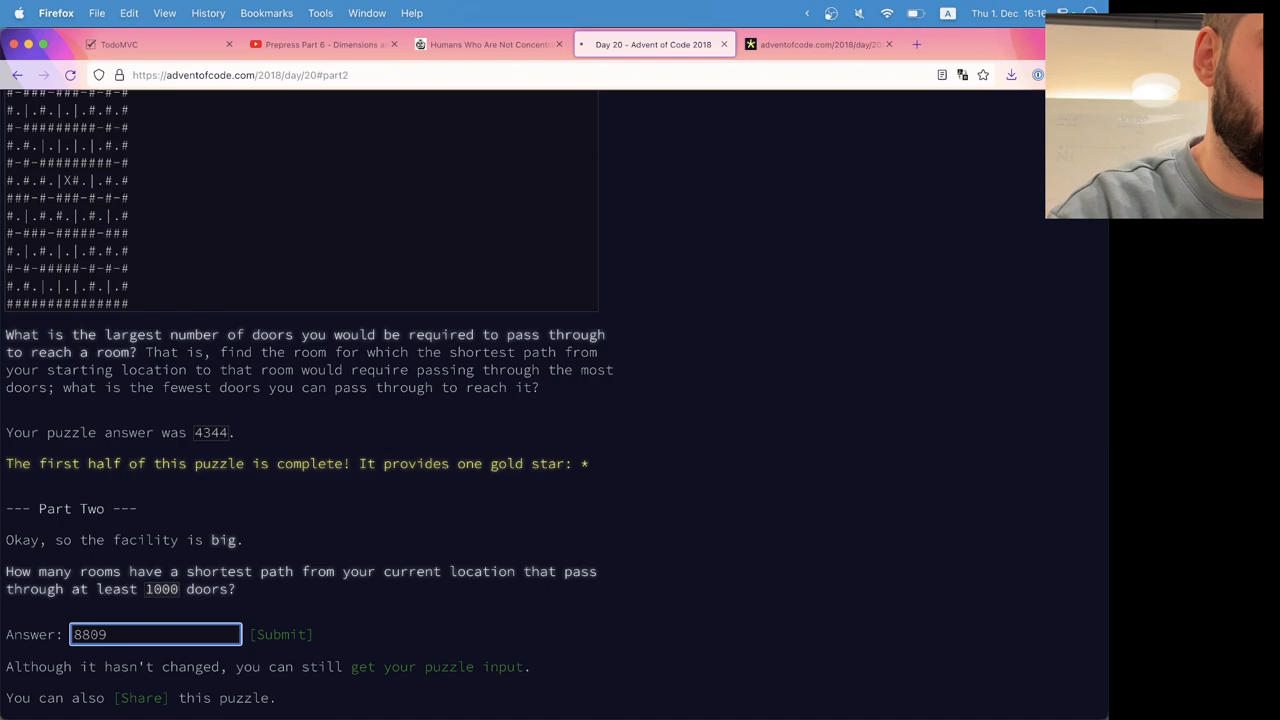 Firefox File Edit View History Bookmarks Tools Window Help A Thu 1. Dec 16:16
TodoMVC Prepress Part 6 - Dimensions a Humans Who Are Not Concent Day 20 - Advent of Code 2018 adventofcode.com/2018/day/20
https://adventofcode.com/2018/day/20#part2
#-###-#####-#-#
#.|.|.|.#.#.#
#-#########-#-#
#.#.|.|.|.|.#.#
#-#-#########-#
#.#.#.|X#.|.#.#
###-#-###-#-#-#
#.|.#.#.|.#.|.#
#-###-#####-###
#.|.#.|.|.#.#.#
#-#-#####-#-#-#
#.#.|.|.|.#.|.#
###############
What is the largest number of doors you would be required to pass through
to reach a room? That is, find the room for which the shortest path from
your starting location to that room would require passing through the most
doors; what is the fewest doors you can pass through to reach it?
Your puzzle answer was 4344.
The first half of this puzzle is complete! It provides one gold star: *
--- Part Two ---
Okay, so the facility is big.
How many rooms have a shortest path from your current location that pass
through at least 1000 doors?
Answer: 8809 [Submit]
Although it hasn't changed, you can still get your puzzle input.
You can also [Share] this puzzle.